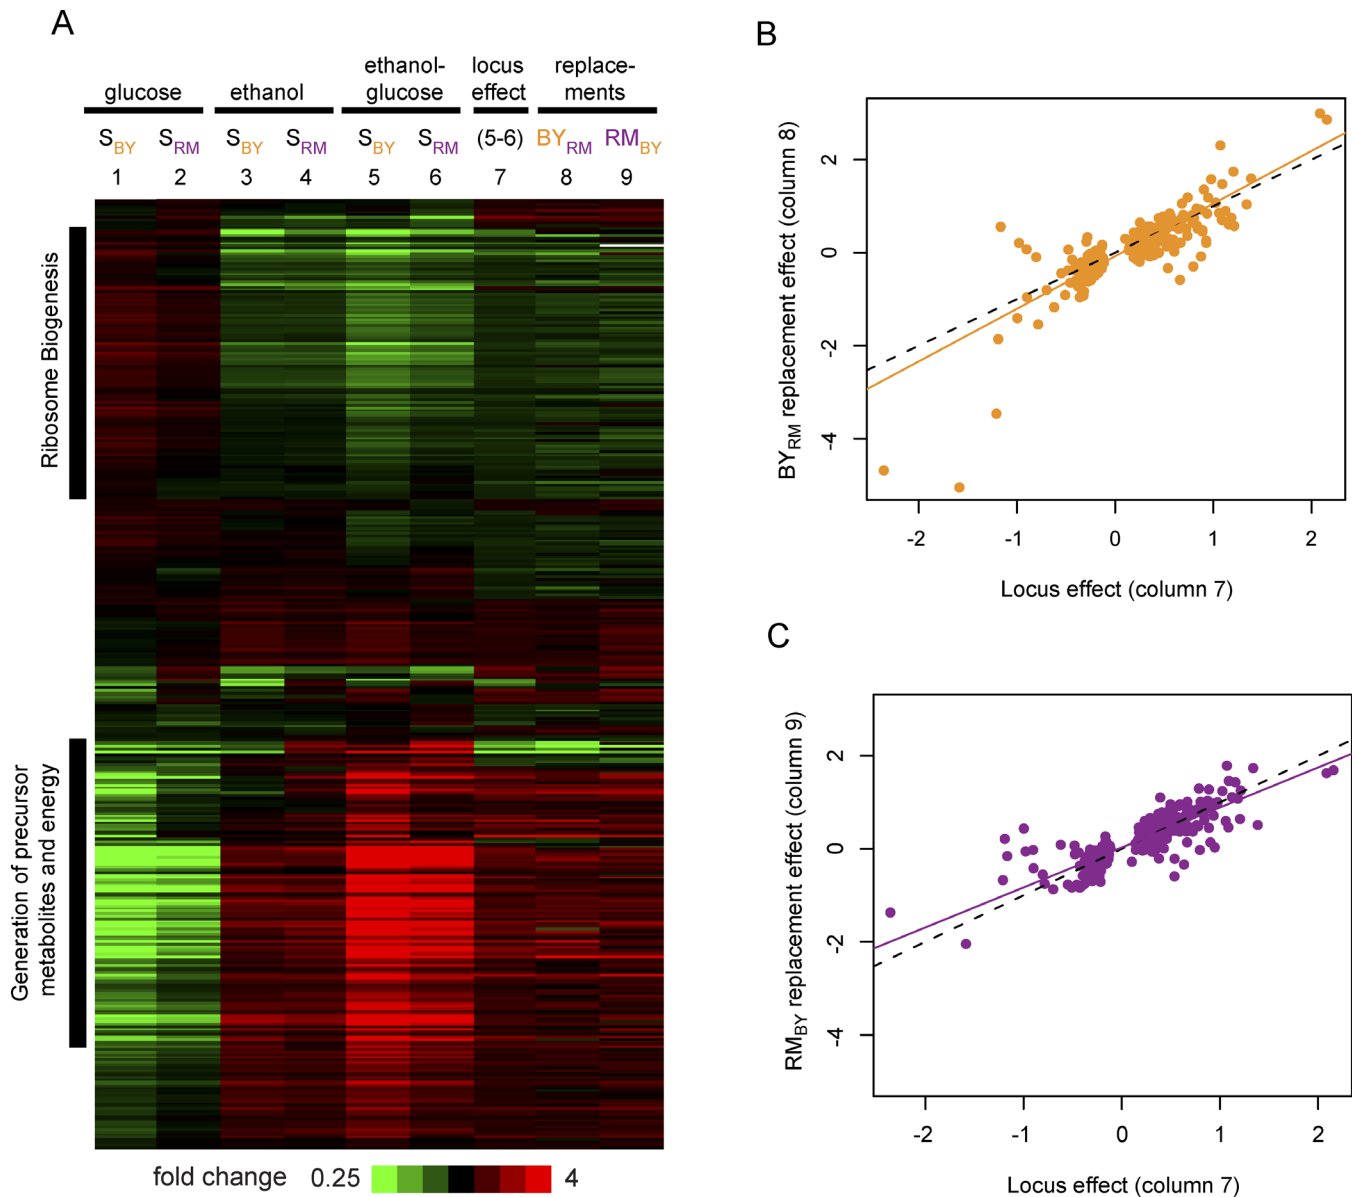 A
glucose
ethanol
ethanol-
glucose
locus
effect
replace-
ments
SBY
SRM
SBY
SRM
SBY
SRM
(5-6)
BYRM
RMBY
1 2 3 4 5 6 7 8 9
Ribosome Biogenesis
Generation of precursor
metabolites and energy
fold change 0.25 4
B
BYRM replacement effect (column 8)
2
0
-2
-4
-2 -1 0 1 2
Locus effect (column 7)
C
RMBY replacement effect (column 9)
2
0
-2
-4
-2 -1 0 1 2
Locus effect (column 7)